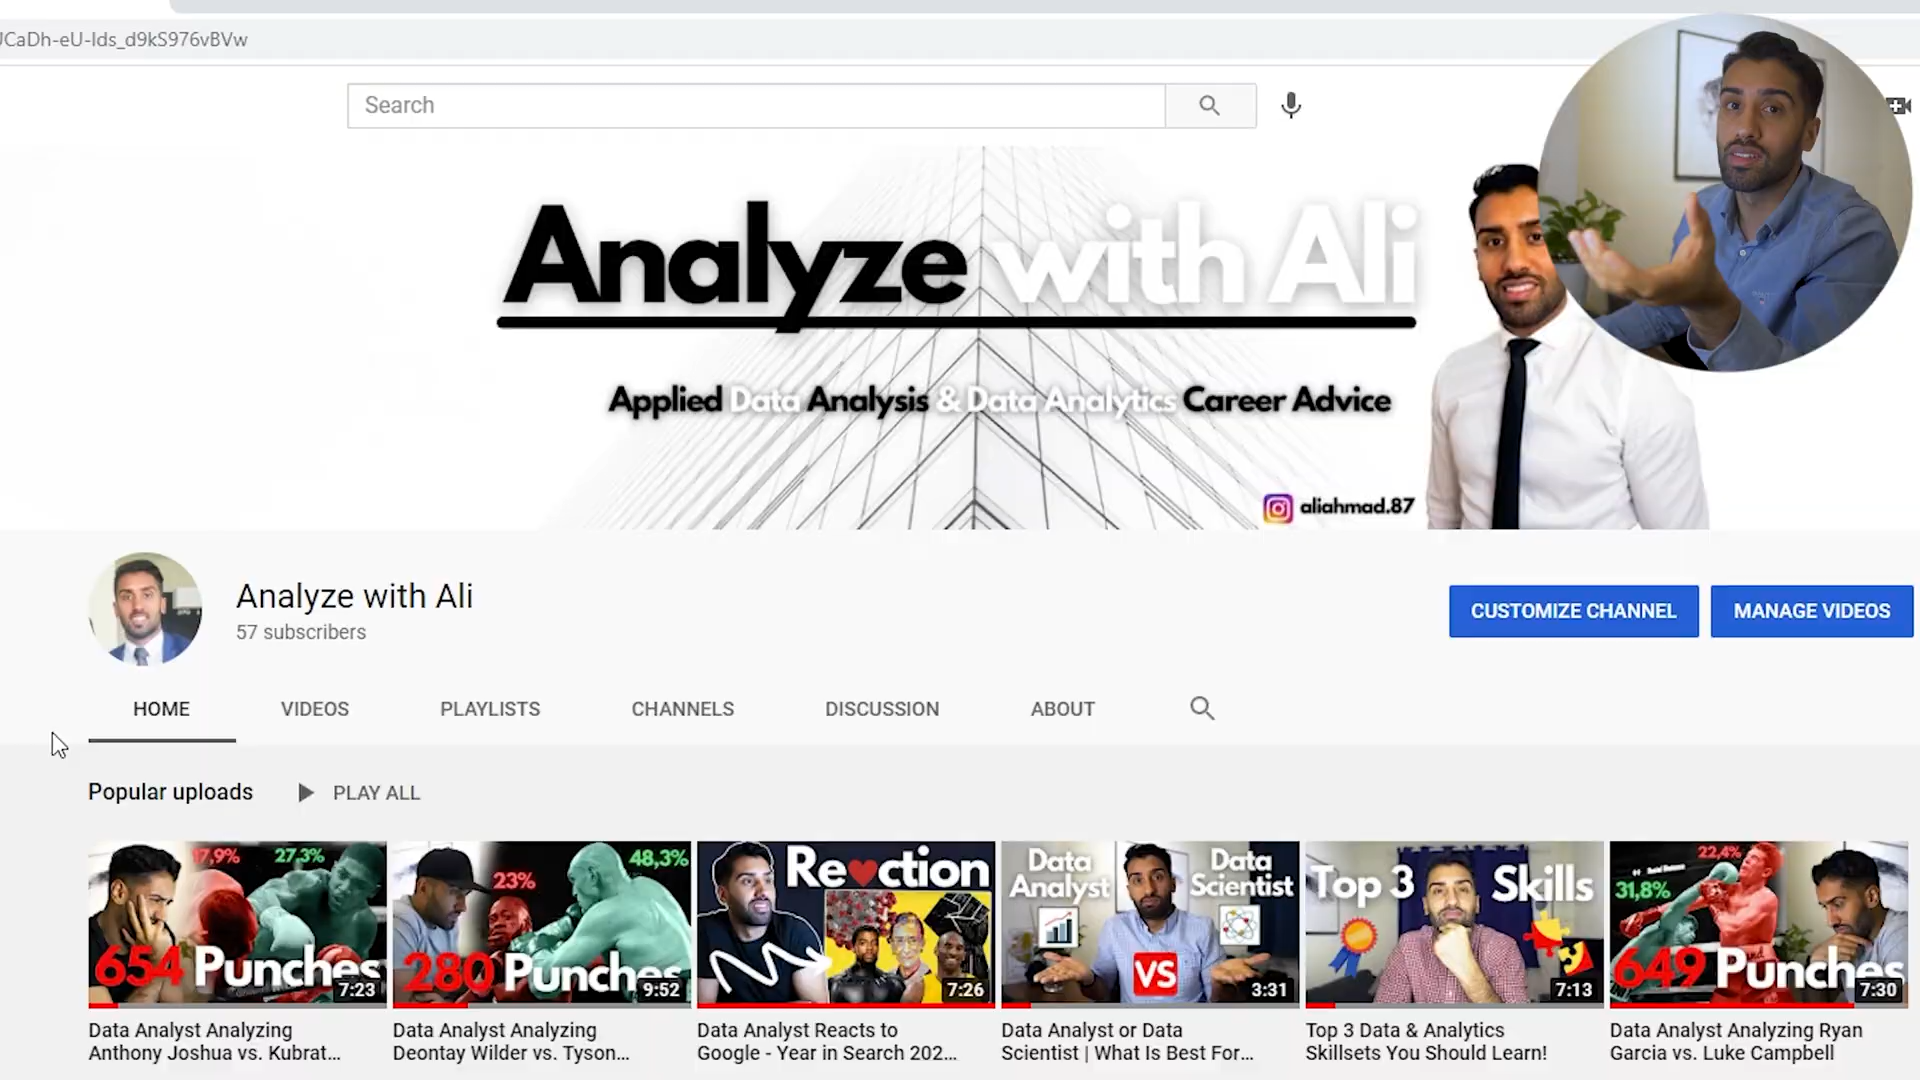 JCaDh-eU-Ids_d9kS976vBVw
Search
Analyze with Ali
Applied Data Analysis & Data Analytics Career Advice
aliahmad.87
Analyze with Ali
57 subscribers
CUSTOMIZE CHANNEL
MANAGE VIDEOS
HOME
VIDEOS
PLAYLISTS
CHANNELS
DISCUSSION
ABOUT
Popular uploads
PLAY ALL
17,9%
27,3%
654 Punches
7:23
23%
48,3%
280 Punches
9:52
Re♥ction
7:26
Data Analyst
Data Scientist
VS
3:31
Top 3
Skills
7:13
22,4%
31,8%
649 Punches
7:30
Data Analyst Analyzing
Anthony Joshua vs. Kubrat...
Data Analyst Analyzing
Deontay Wilder vs. Tyson...
Data Analyst Reacts to
Google - Year in Search 202...
Data Analyst or Data
Scientist | What Is Best For...
Top 3 Data & Analytics
Skillsets You Should Learn!
Data Analyst Analyzing Ryan
Garcia vs. Luke Campbell